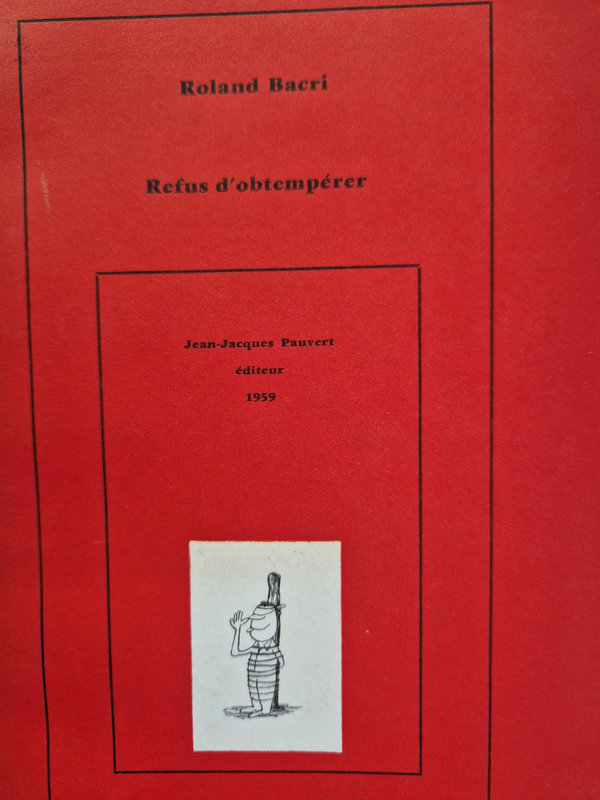 Roland Bacri
Refus d'obtempérer
Jean-Jacques Pauvert
éditeur
1959